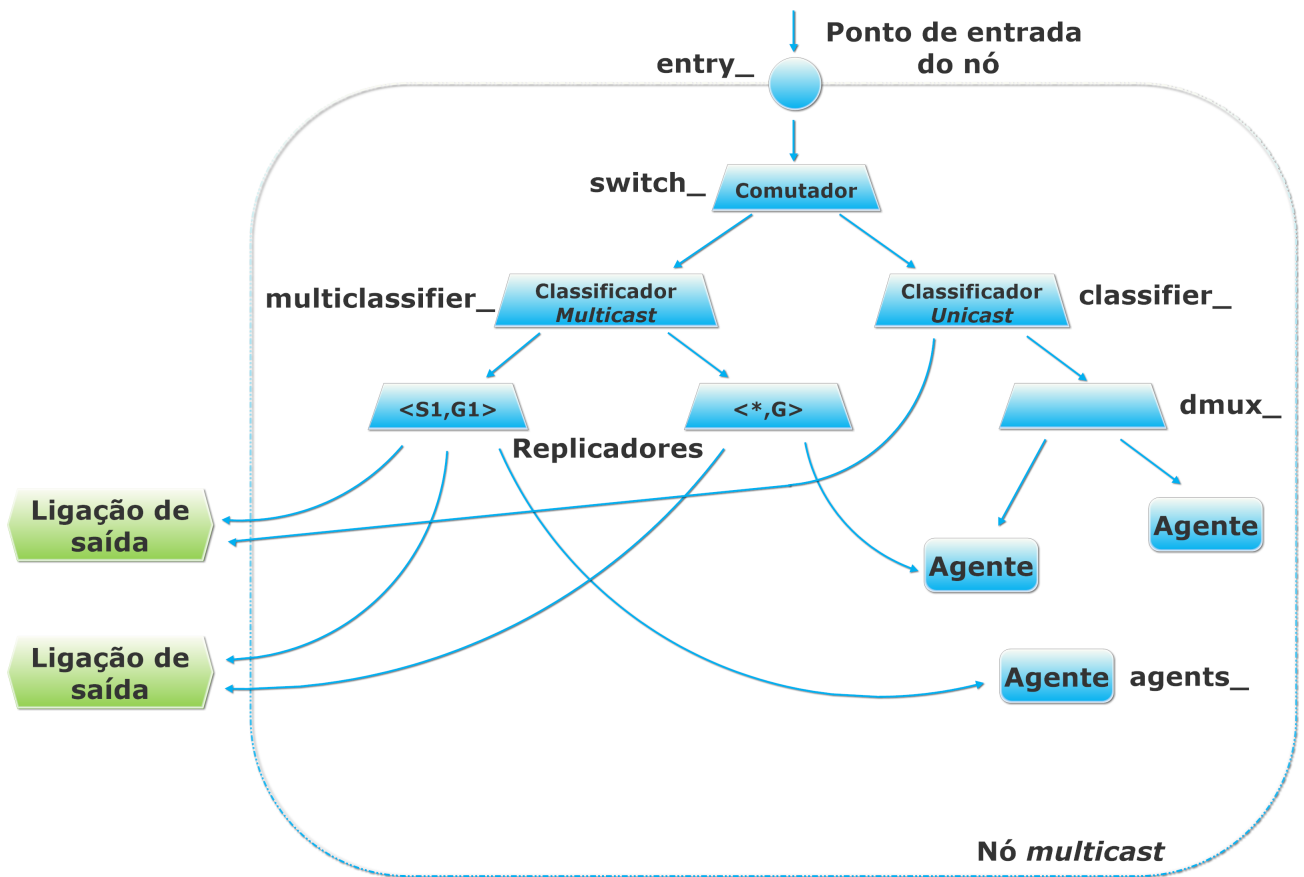 Ponto de entrada
do nó
entry_
switch_
Comutador
multiclassifier_
Classificador
Multicast
Classificador
Unicast
classifier_
<S1,G1>
<*,G>
dmux_
Replicadores
Ligação de
saída
Agente
Agente
Ligação de
saída
Agente
agents_
Nó multicast